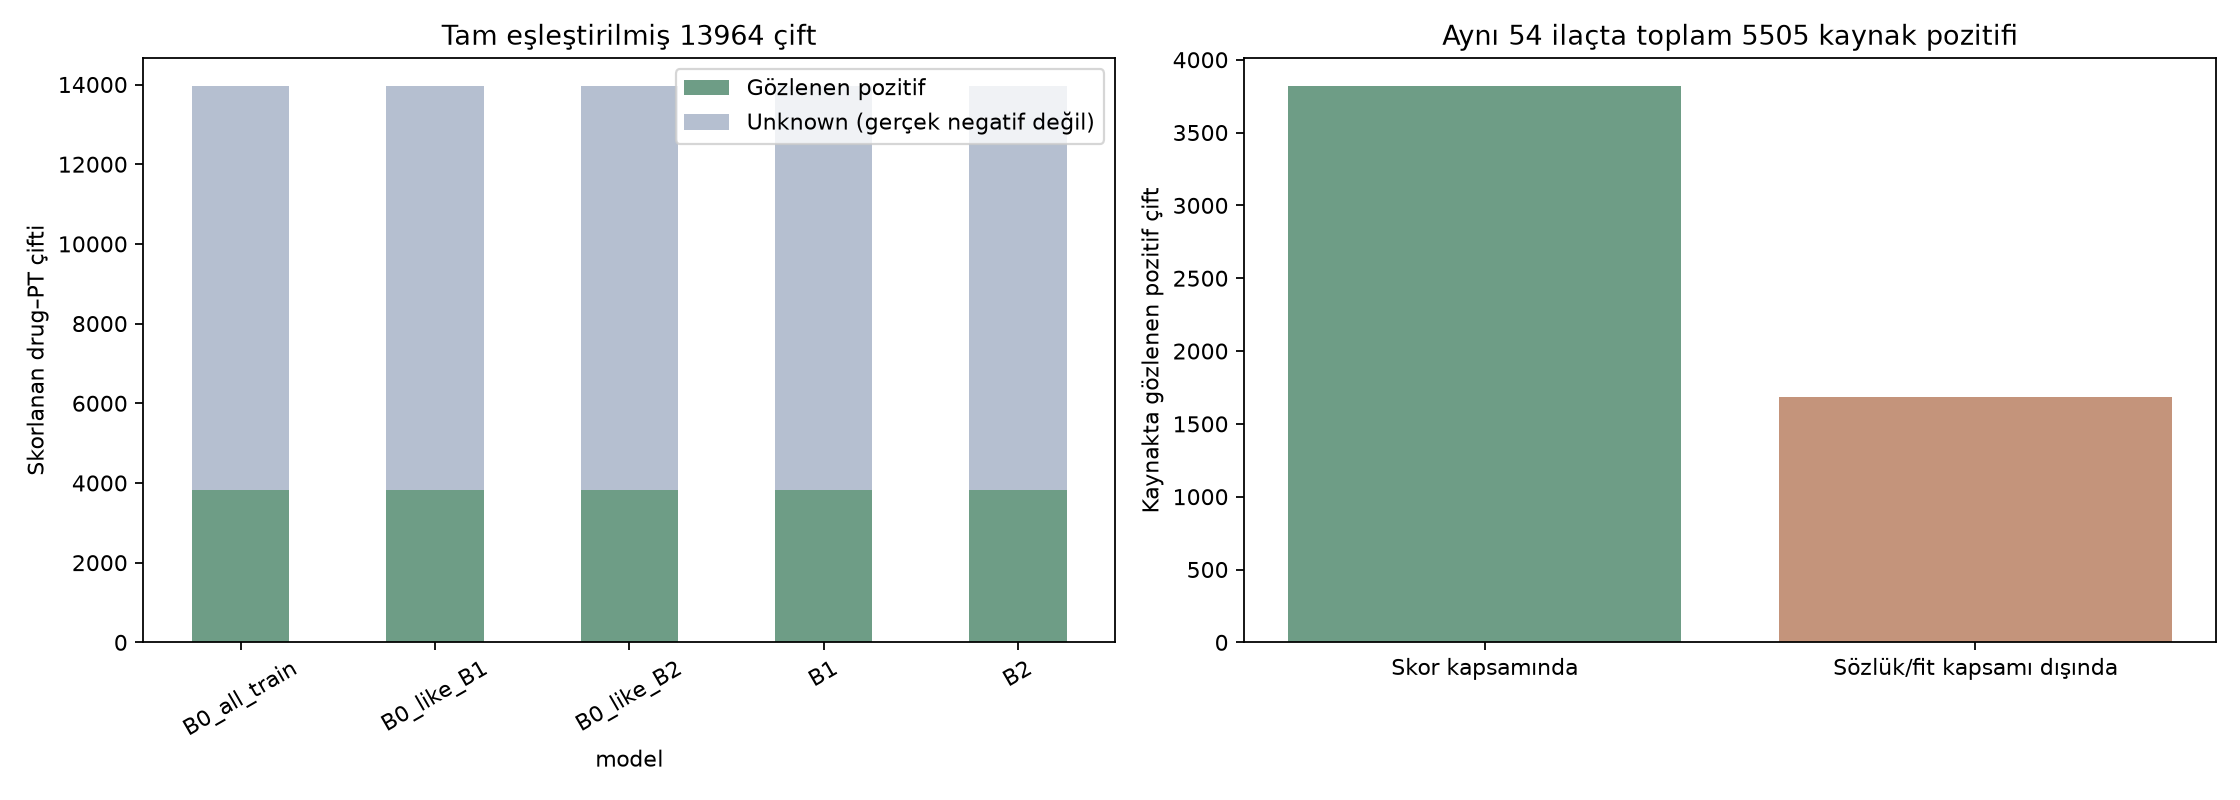 Tam eşleştirilmiş 13964 çift
Skorlanan drug–PT çifti
14000
12000
10000
8000
6000
4000
2000
0
Gözlenen pozitif
Unknown (gerçek negatif değil)
B0_all_train
B0_like_B1
B0_like_B2
B1
B2
model
Aynı 54 ilaçta toplam 5505 kaynak pozitifi
Kaynakta gözlenen pozitif çift
4000
3500
3000
2500
2000
1500
1000
500
0
Skor kapsamında
Sözlük/fit kapsamı dışında